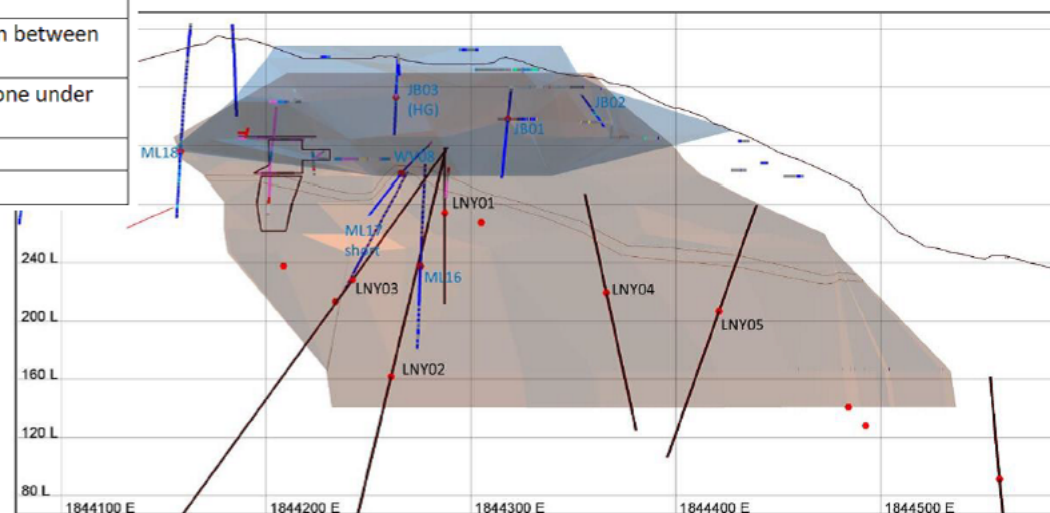 between
one under
JB03
(HG)
JB02
JB01
ML18
WV08
LNY01
ML17
short
240 L
ML16
LNY03
LNY04
200 L
LNY05
LNY02
160 L
120 L
80 L
1844100 E
1844200 E
1844300 E
1844400 E
1844500 E